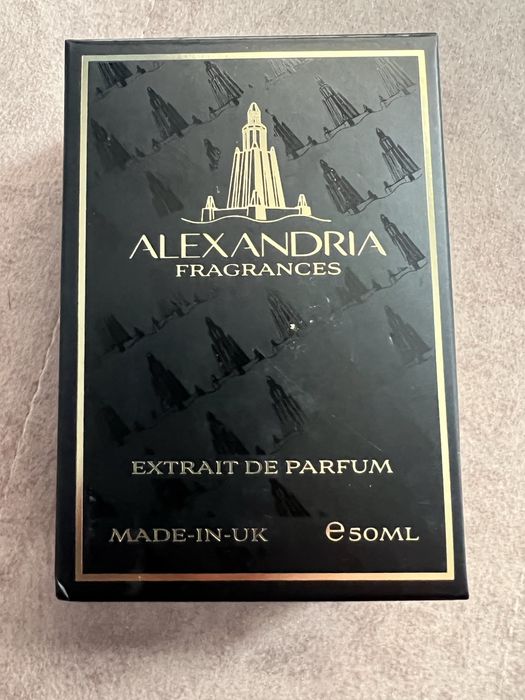 ALEXANDRIA
FRAGRANCES
EXTRAIT DE PARFUM
MADE-IN-UK
℮50ML